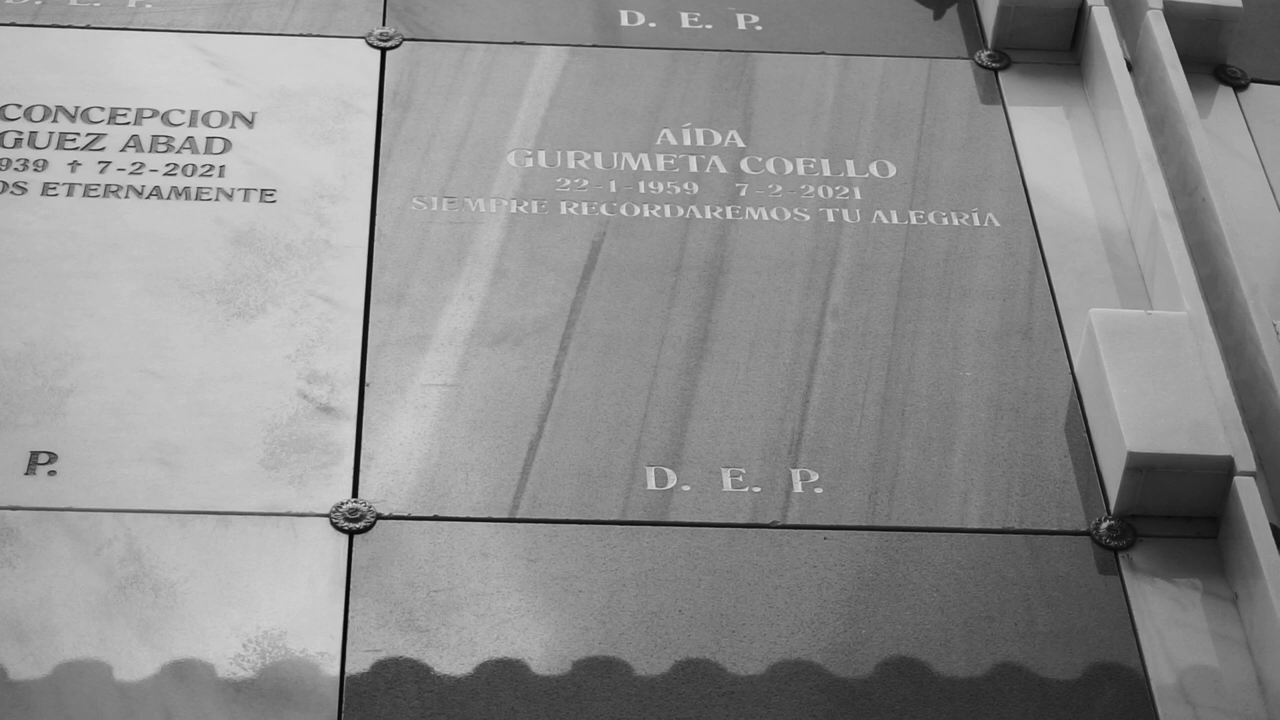 D. E. P.
D. E. P.
CONCEPCION
GUEZ ABAD
939 † 7-2-2021
OS ETERNAMENTE
P.
AÍDA
GURUMETA COELLO
22-1-1959 7-2-2021
SIEMPRE RECORDAREMOS TU ALEGRÍA
D. E. P.